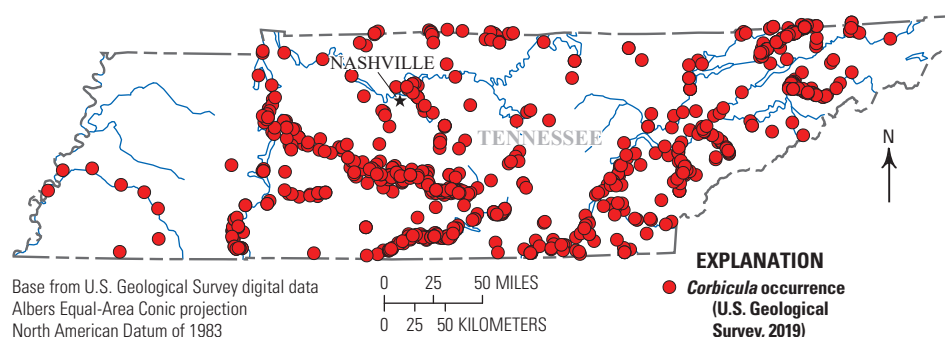 NASHVILLE
TENNESSEE
N
Base from U.S. Geological Survey digital data
Albers Equal-Area Conic projection
North American Datum of 1983
0 25 50 MILES
0 25 50 KILOMETERS
EXPLANATION
Corbicula occurrence
(U.S. Geological
Survey, 2019)